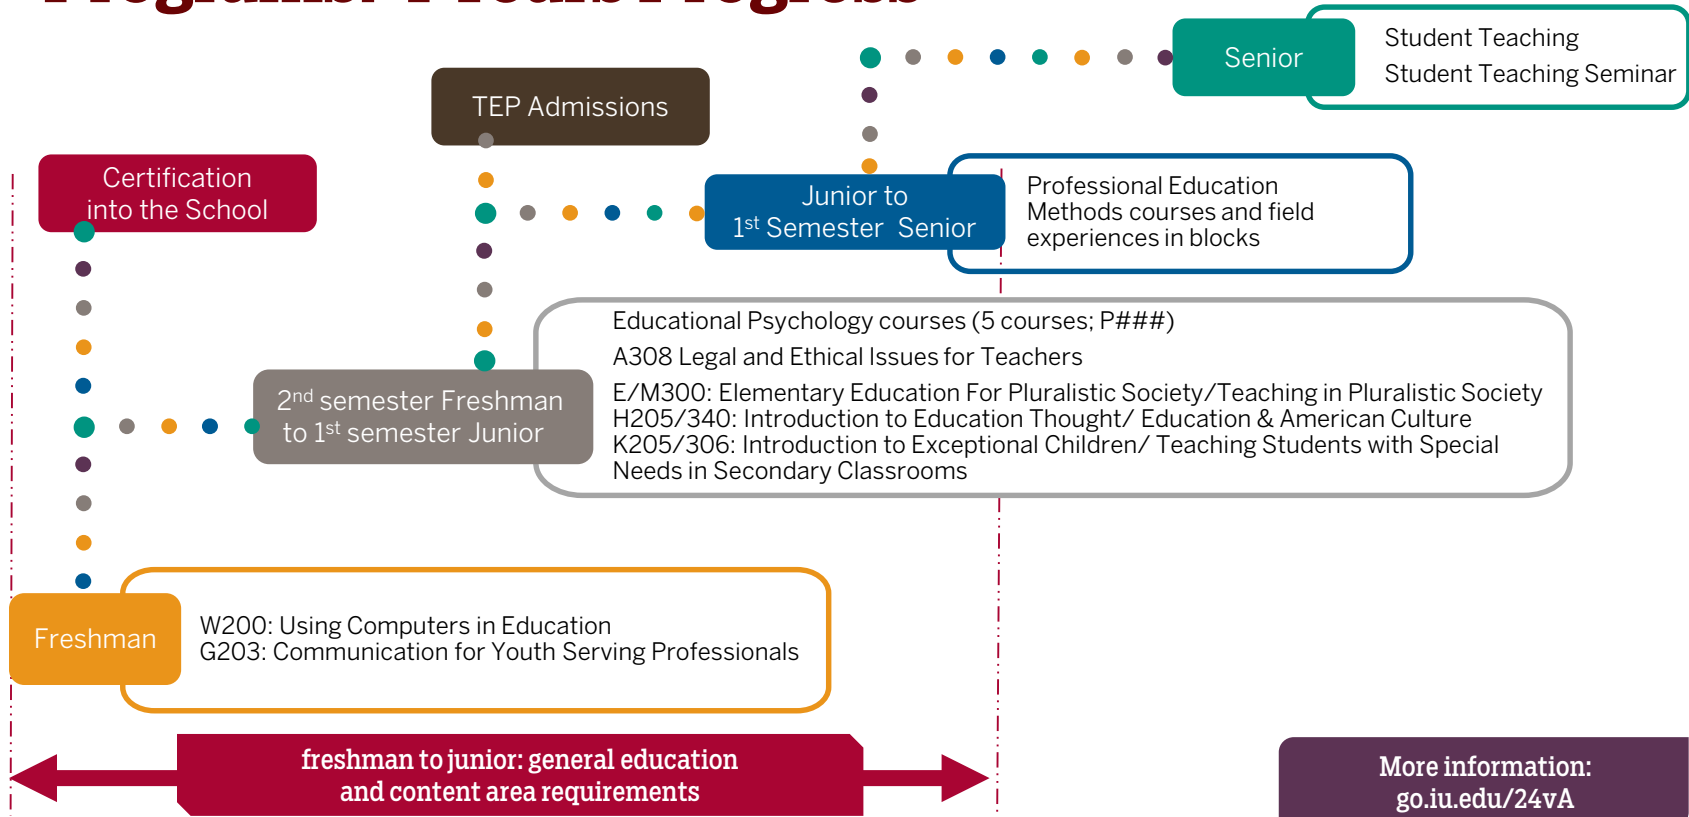 Senior
Student Teaching
Student Teaching Seminar
TEP Admissions
Certification
into the School
Junior to
1st Semester Senior
Professional Education
Methods courses and field
experiences in blocks
2nd semester Freshman
to 1st semester Junior
Educational Psychology courses (5 courses; P###)
A308 Legal and Ethical Issues for Teachers
E/M300: Elementary Education For Pluralistic Society/Teaching in Pluralistic Society
H205/340: Introduction to Education Thought/ Education & American Culture
K205/306: Introduction to Exceptional Children/ Teaching Students with Special
Needs in Secondary Classrooms
Freshman
W200: Using Computers in Education
G203: Communication for Youth Serving Professionals
freshman to junior: general education
and content area requirements
More information:
go.iu.edu/24vA